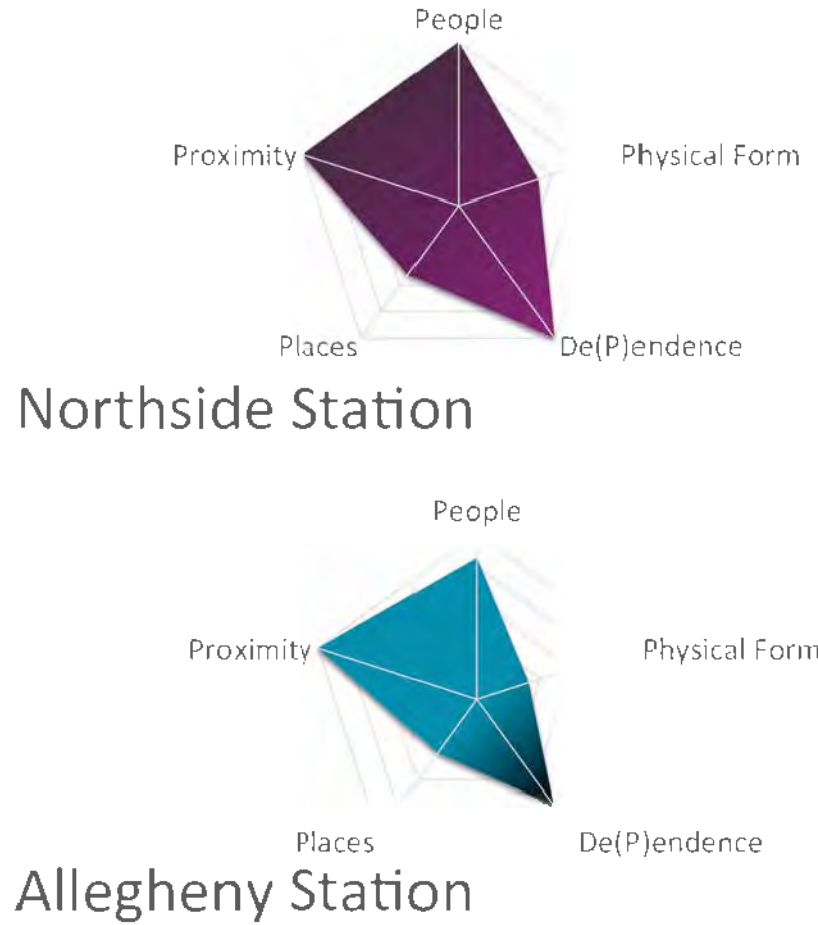 People
Proximity
Physical Form
Places
De(P)endence
Northside Station
People
Proximity
Physical Form
Places
De(P)endence
Allegheny Station